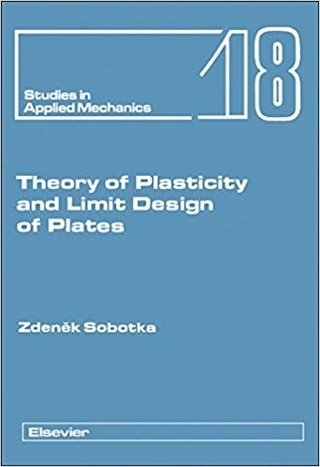 Studies in
Applied Mechanics
18
Theory of Plasticity
and Limit Design
of Plates
Zdeněk Sobotka
Elsevier